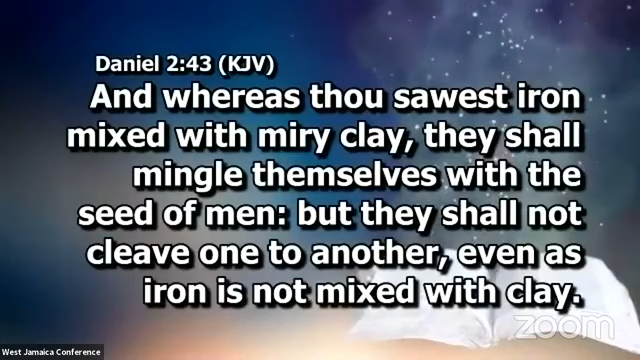 Daniel 2:43 (KJV)
And whereas thou sawest iron
mixed with miry clay, they shall
mingle themselves with the
seed of men: but they shall not
cleave one to another, even as
iron is not mixed with clay.
zoom
West Jamaica Conference